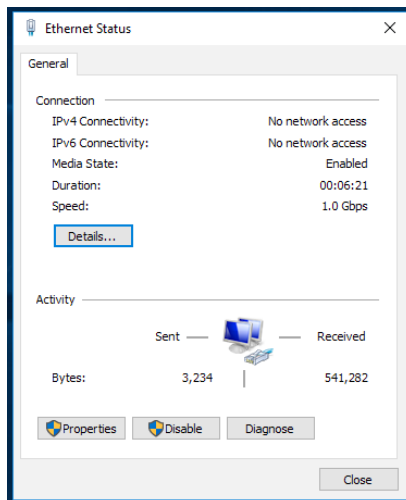 Ethernet Status
General
Connection
IPv4 Connectivity: No network access
IPv6 Connectivity: No network access
Media State: Enabled
Duration: 00:06:21
Speed: 1.0 Gbps
Details...
Activity
Sent Received
Bytes: 3,234 541,282
Properties Disable Diagnose
Close